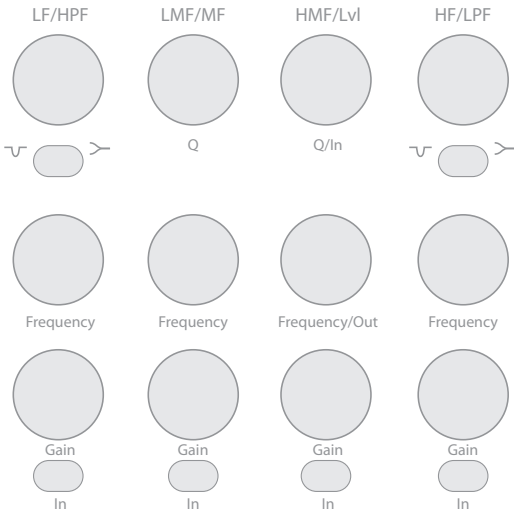 LF/HPF LMF/MF HMF/Lvl HF/LPF
Q Q/In
Frequency Frequency Frequency/Out Frequency
Gain Gain Gain Gain
In In In In